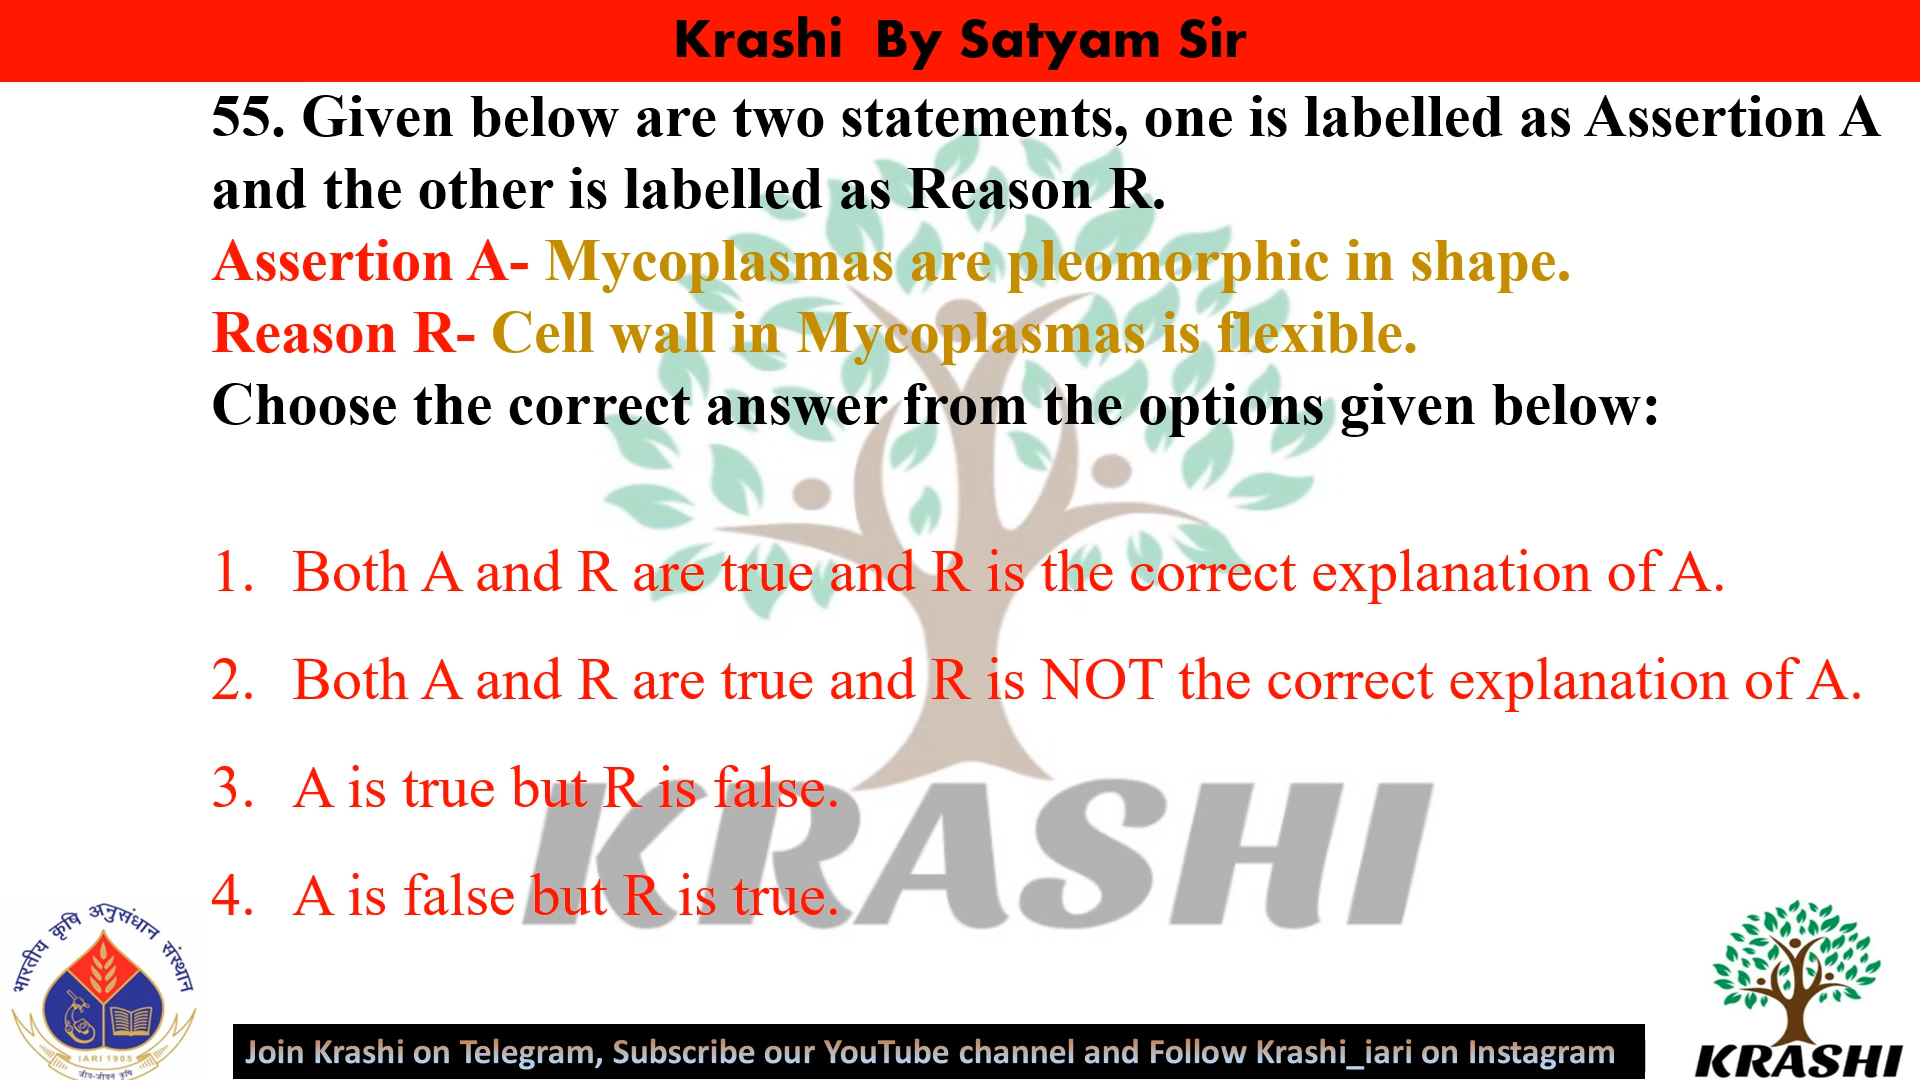 Krashi By Satyam Sir
55. Given below are two statements, one is labelled as Assertion A
and the other is labelled as Reason R.
Assertion A- Mycoplasmas are pleomorphic in shape.
Reason R- Cell wall in Mycoplasmas is flexible.
Choose the correct answer from the options given below:
1. Both A and R are true and R is the correct explanation of A.
2. Both A and R are true and R is NOT the correct explanation of A.
3. A is true but R is false.
4. A is false but R is true.
KRASHI
भारतीय कृषि अनुसंधान संस्थान
IARI 1905
Join Krashi on Telegram, Subscribe our YouTube channel and Follow Krashi_iari on Instagram
KRASHI